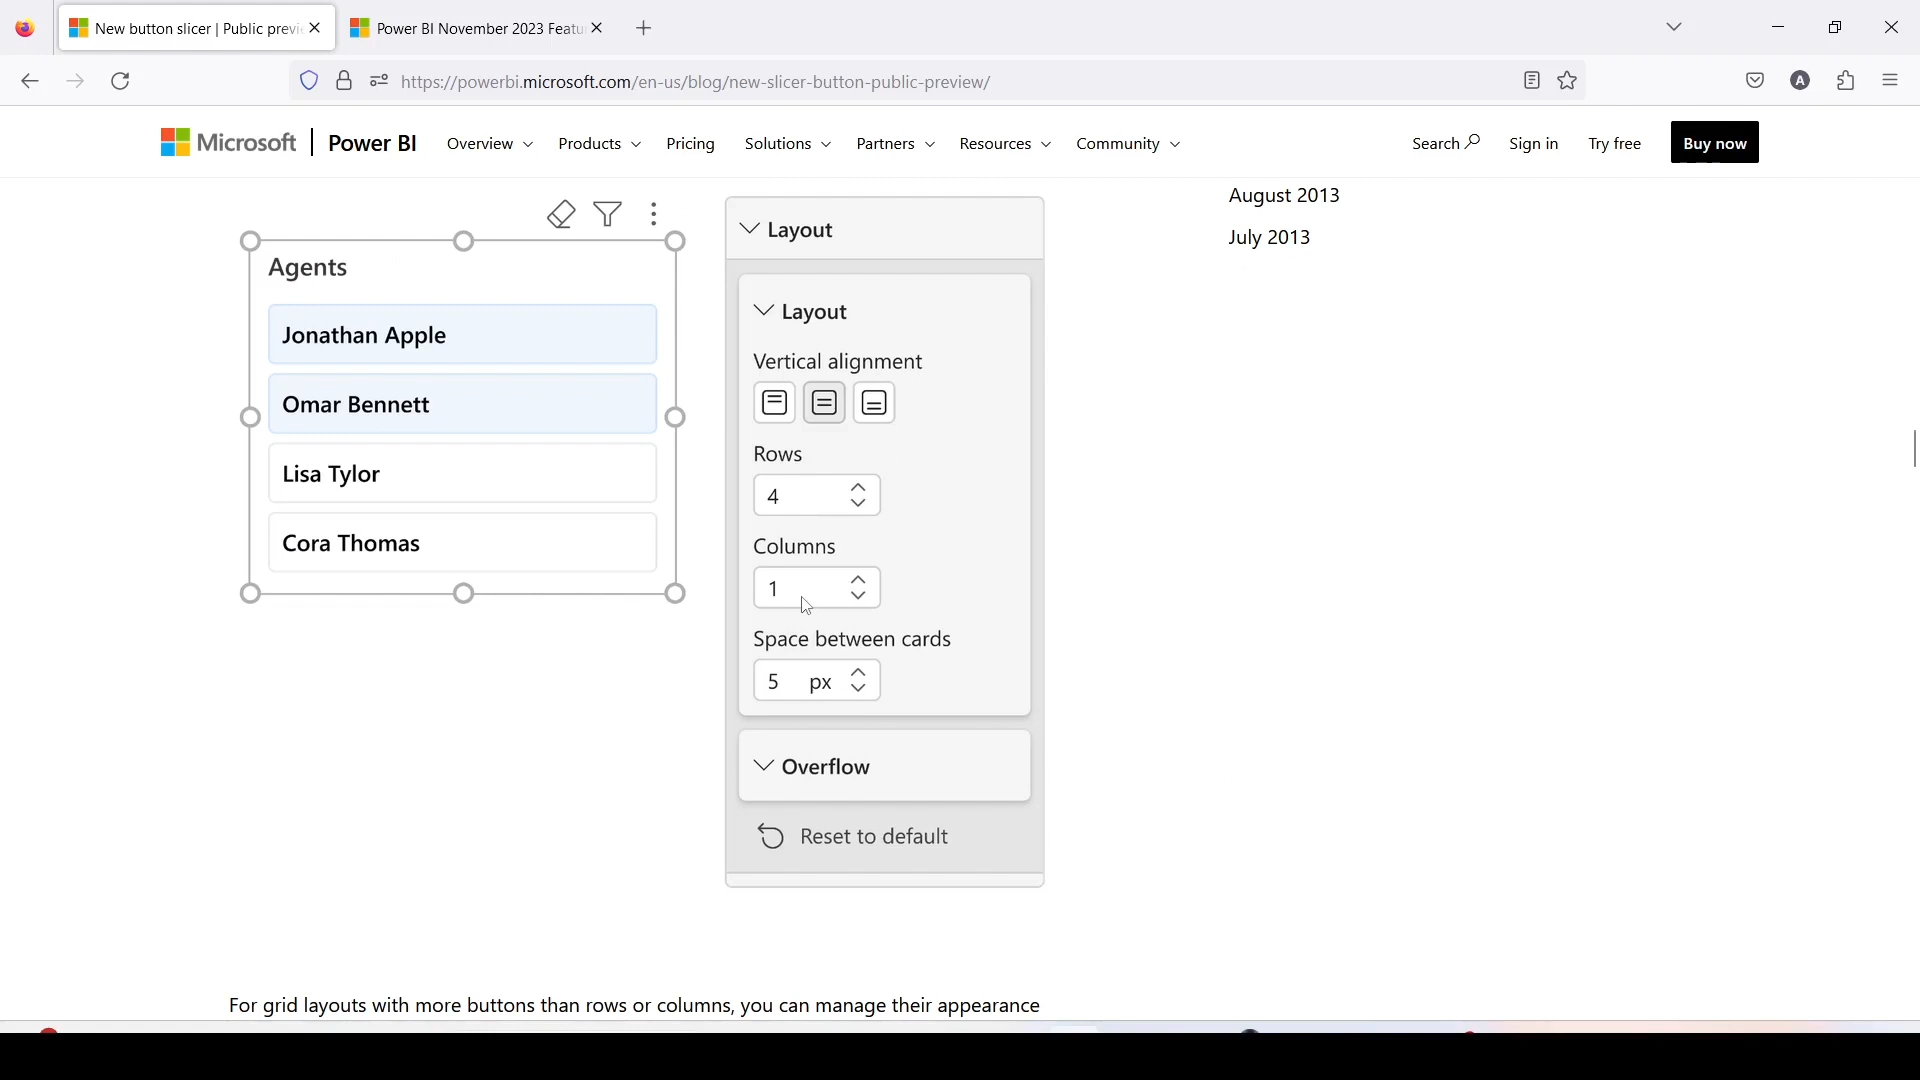 New button slicer | Public previe
Power BI November 2023 Featu
https://powerbi.microsoft.com/en-us/blog/new-slicer-button-public-preview/
A
Microsoft | Power BI Overview Products Pricing Solutions Partners Resources Community Search Sign in Try free Buy now
August 2013
July 2013
Agents
Jonathan Apple
Omar Bennett
Lisa Tylor
Cora Thomas
Layout
Layout
Vertical alignment
Rows
4
Columns
1
Space between cards
5 px
Overflow
Reset to default
For grid layouts with more buttons than rows or columns, you can manage their appearance